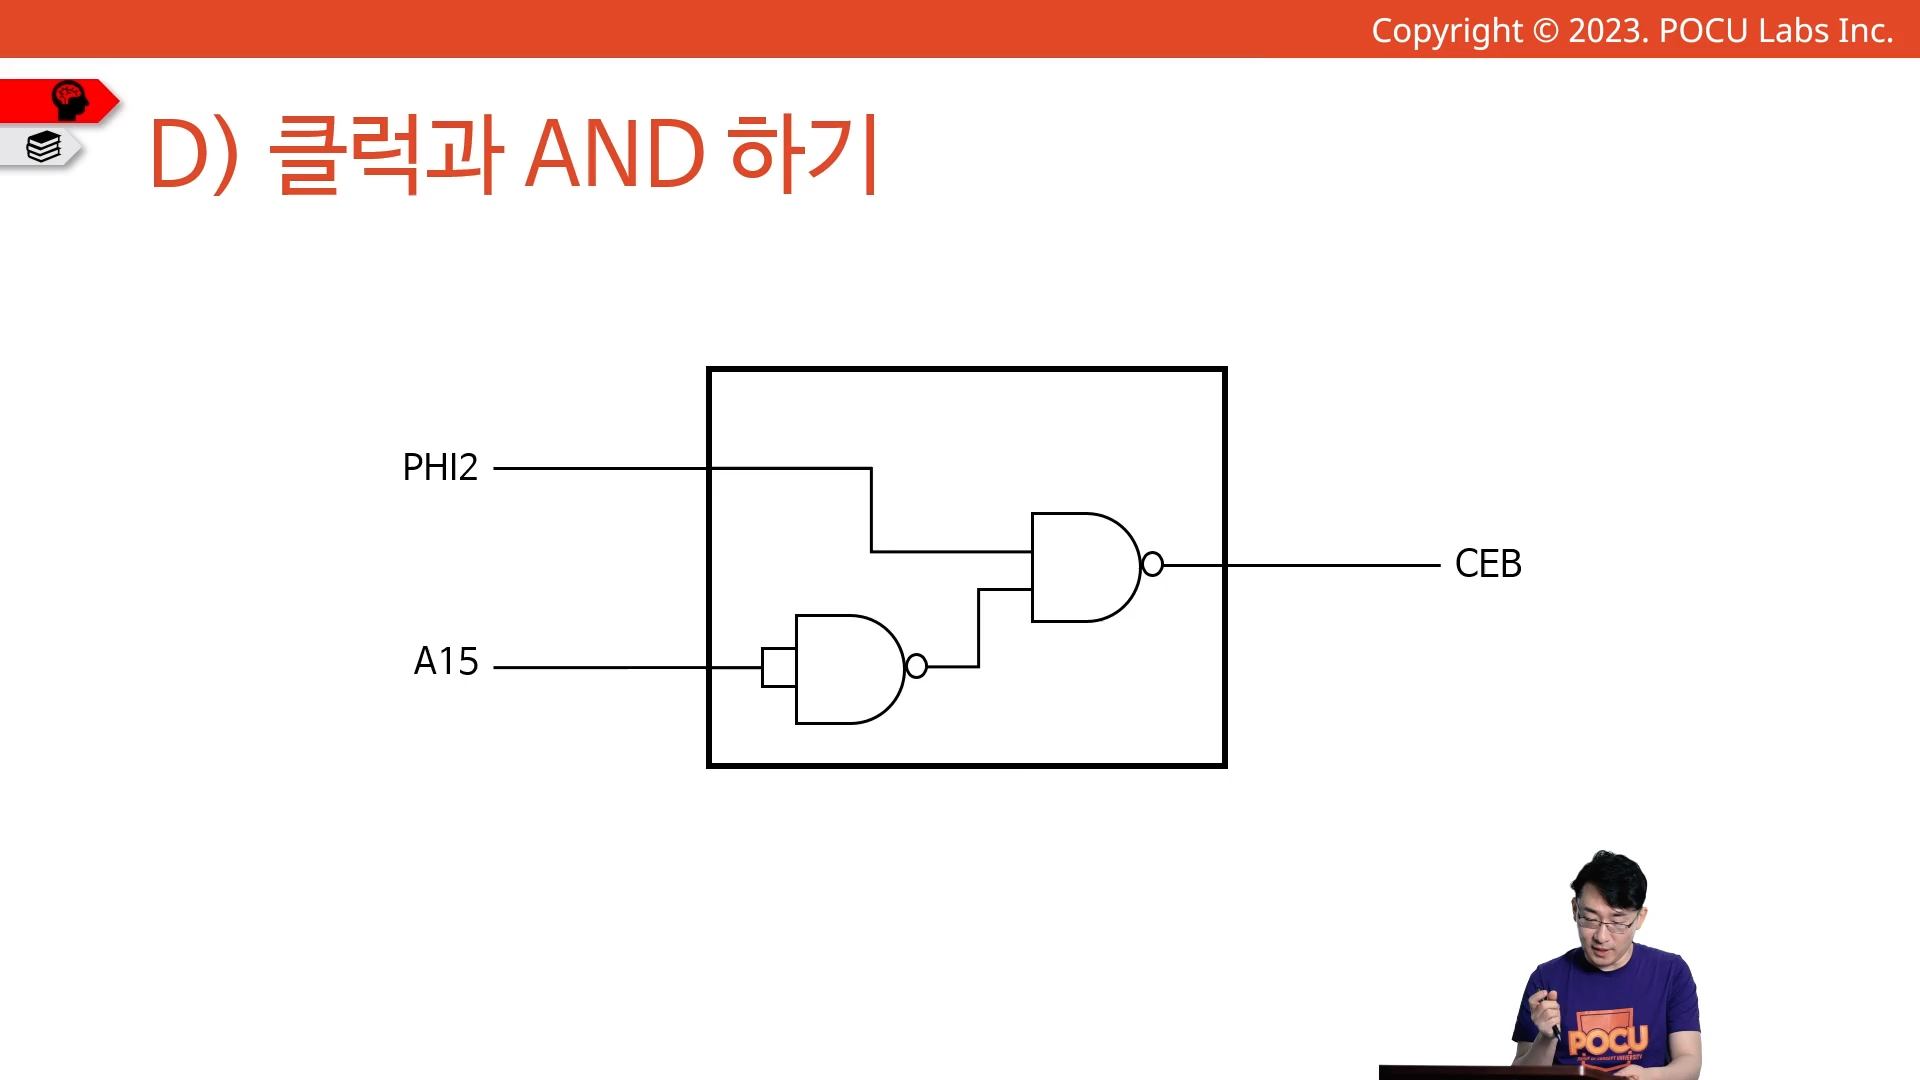 Copyright © 2023. POCU Labs Inc.
D) 클럭과 AND 하기
PHI2
CEB
A15
POCU